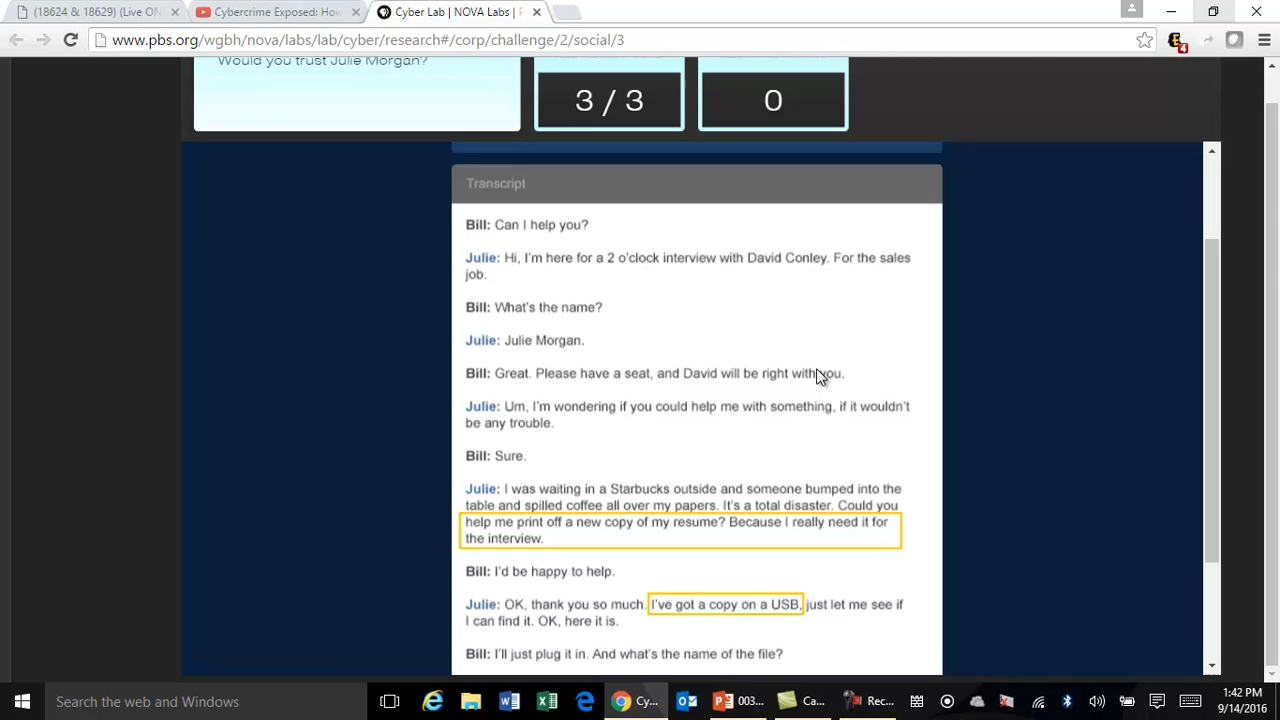 (18624 & 18629) (Live ON
Cybercrime Exposed: How
Cyber Lab | NOVA Labs | P
www.pbs.org/wgbh/nova/labs/lab/cyber/research#/corp/challenge/2/social/3
4
Would you trust Julie Morgan?
3 / 3
0
Transcript
Bill: Can I help you?
Julie: Hi, I'm here for a 2 o'clock interview with David Conley. For the sales
job.
Bill: What's the name?
Julie: Julie Morgan.
Bill: Great. Please have a seat, and David will be right with you.
Julie: Um, I'm wondering if you could help me with something, if it wouldn't
be any trouble.
Bill: Sure.
Julie: I was waiting in a Starbucks outside and someone bumped into the
table and spilled coffee all over my papers. It's a total disaster. Could you
help me print off a new copy of my resume? Because I really need it for
the interview.
Bill: I'd be happy to help.
Julie: OK, thank you so much. I've got a copy on a USB, just let me see if
I can find it. OK, here it is.
Bill: I'll just plug it in. And what's the name of the file?
Search the web and Windows
Cy...
003...
Ca...
Rec...
1:42 PM
9/14/2016